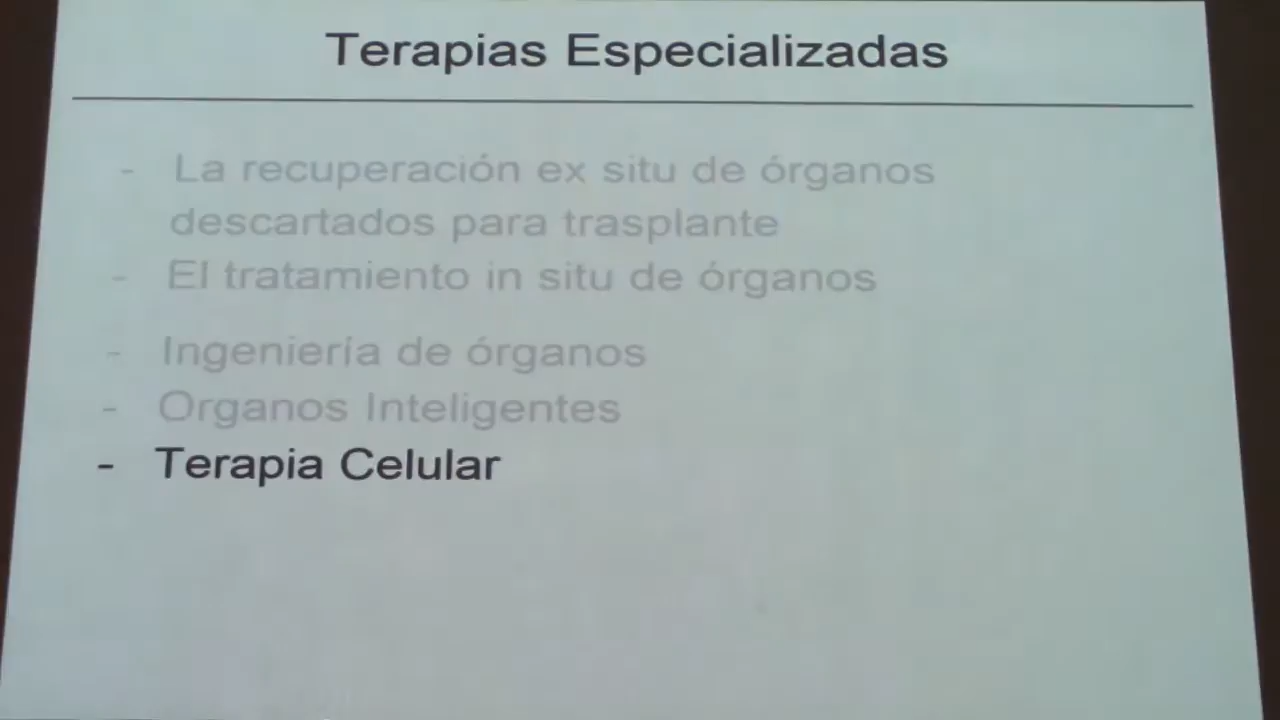 Terapias Especializadas
- La recuperación ex situ de órganos
descartados para trasplante
- El tratamiento in situ de órganos
- Ingeniería de órganos
- Organos Inteligentes
- Terapia Celular